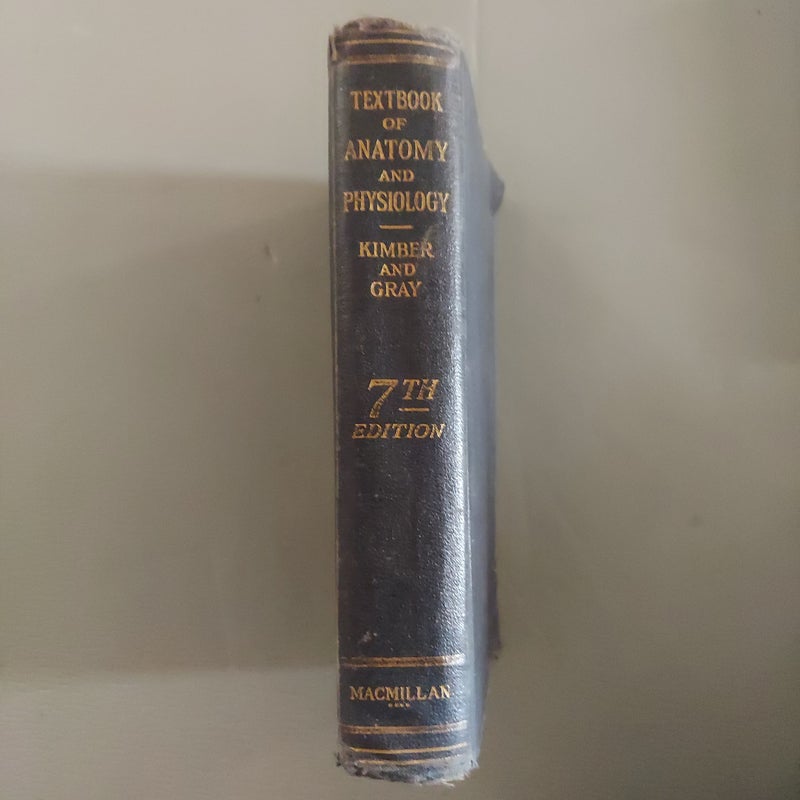 TEXTBOOK
OF
ANATOMY
AND
PHYSIOLOGY
KIMBER
AND
GRAY
7TH
EDITION
MACMILLAN